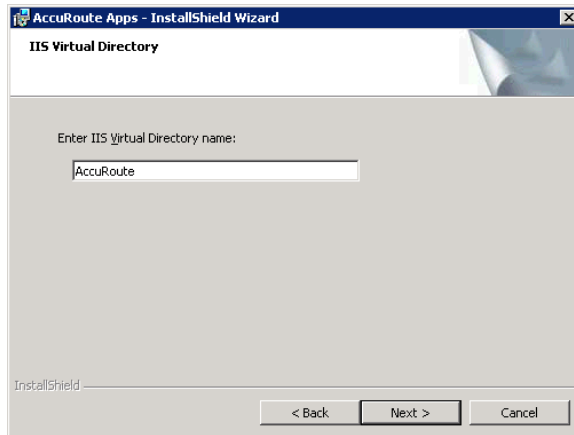 AccuRoute Apps - InstallShield Wizard
IIS Virtual Directory
Enter IIS Virtual Directory name:
AccuRoute
InstallShield
< Back
Next >
Cancel